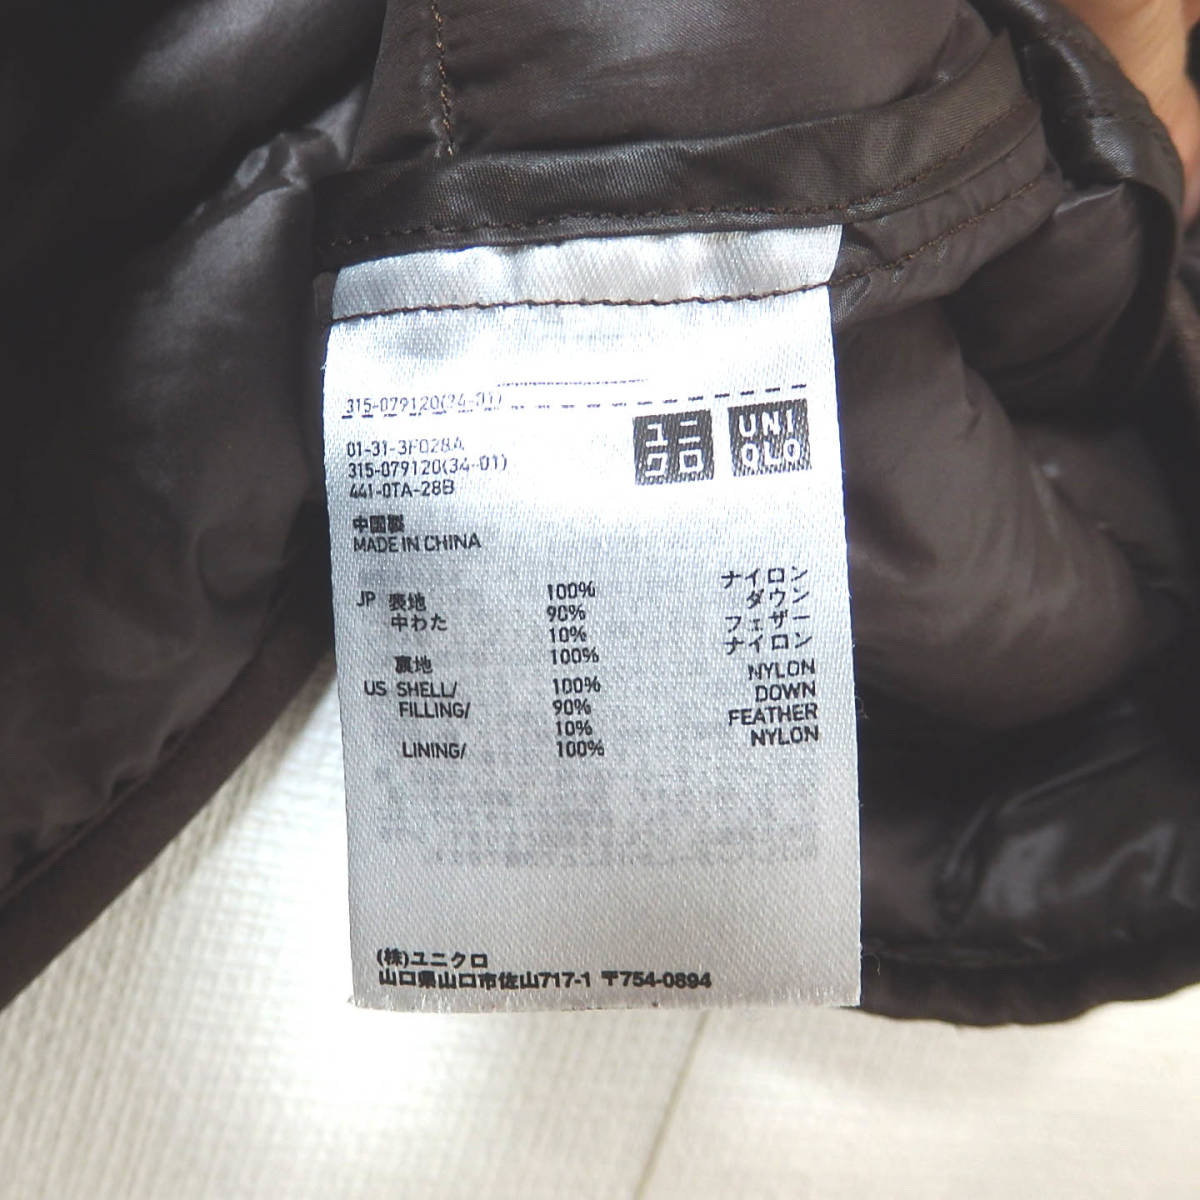 315-079120(34-01)
01-31-3F028A
315-079120(34-01)
441-0TA-28B
ユニ
クロ
UNI
QLO
中国製
MADE IN CHINA
JP 表地 100% ナイロン
中わた 90% ダウン
10% フェザー
裏地 100% ナイロン
US SHELL/ 100% NYLON
FILLING/ 90% DOWN
10% FEATHER
LINING/ 100% NYLON
(株)ユニクロ
山口県山口市佐山717-1 〒754-0894